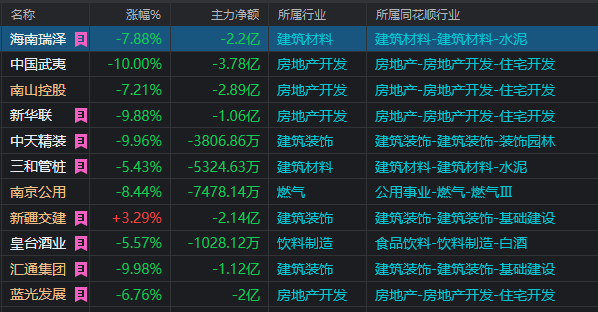 名称 涨幅% 主力净额 所属行业 所属同花顺行业
海南瑞泽 -7.88% -2.2亿 建筑材料 建筑材料-建筑材料-水泥
中国武夷 -10.00% -3.78亿 房地产开发 房地产-房地产开发-住宅开发
南山控股 -7.21% -2.89亿 房地产开发 房地产-房地产开发-住宅开发
新华联 -9.88% -1.06亿 房地产开发 房地产-房地产开发-住宅开发
中天精装 -9.96% -3806.86万 建筑装饰 建筑装饰-建筑装饰-装饰园林
三和管桩 -5.43% -5324.63万 建筑材料 建筑材料-建筑材料-水泥
南京公用 -8.44% -7478.14万 燃气 公用事业-燃气-燃气Ⅲ
新疆交建 +3.29% -2.14亿 建筑装饰 建筑装饰-建筑装饰-基础建设
皇台酒业 -5.57% -1028.12万 饮料制造 食品饮料-饮料制造-白酒
汇通集团 -9.98% -1.12亿 建筑装饰 建筑装饰-建筑装饰-基础建设
蓝光发展 -6.76% -2亿 房地产开发 房地产-房地产开发-住宅开发